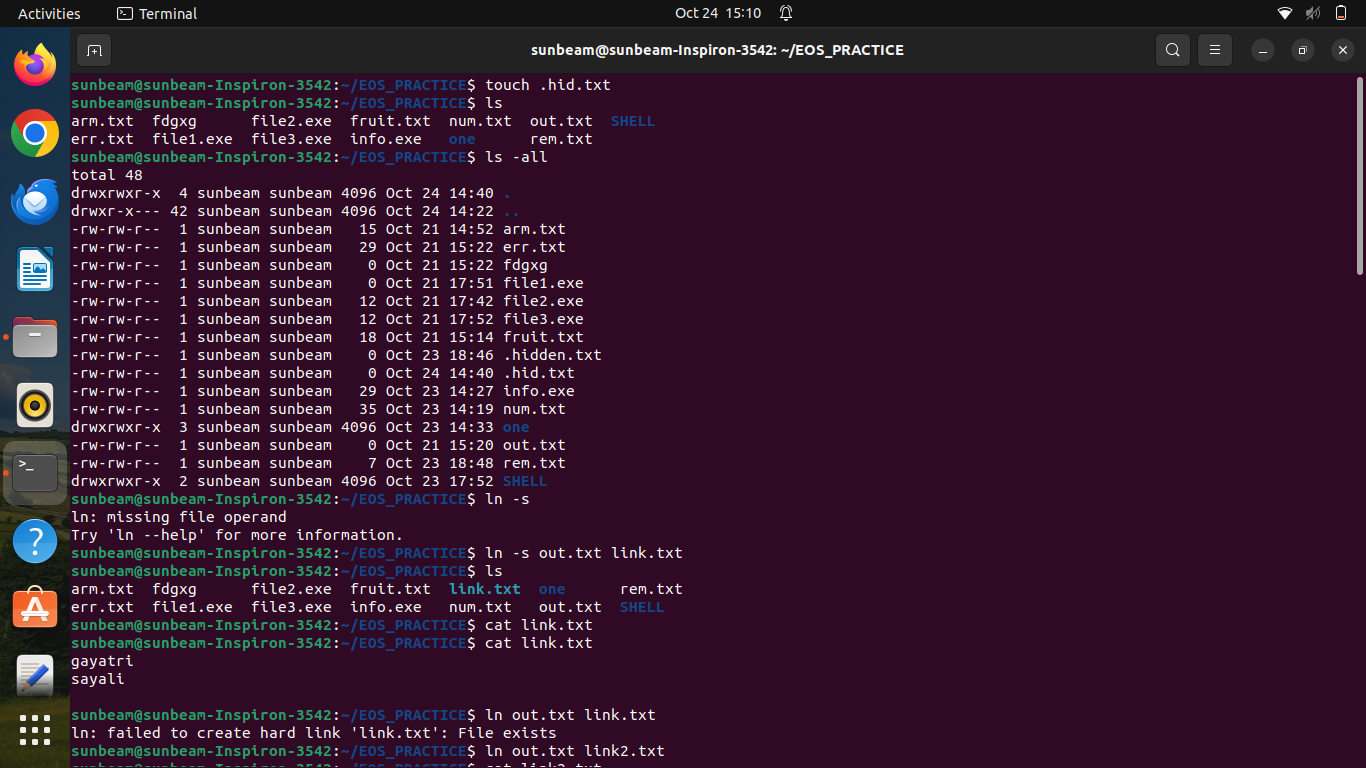 Activities Terminal Oct 24 15:10
sunbeam@sunbeam-Inspiron-3542: ~/EOS_PRACTICE
sunbeam@sunbeam-Inspiron-3542:~/EOS_PRACTICE$ touch .hid.txt
sunbeam@sunbeam-Inspiron-3542:~/EOS_PRACTICE$ ls
arm.txt  fdgxg      file2.exe  fruit.txt  num.txt  out.txt  SHELL
err.txt  file1.exe  file3.exe  info.exe   one      rem.txt
sunbeam@sunbeam-Inspiron-3542:~/EOS_PRACTICE$ ls -all
total 48
drwxrwxr-x  4 sunbeam sunbeam 4096 Oct 24 14:40 .
drwxr-x--- 42 sunbeam sunbeam 4096 Oct 24 14:22 ..
-rw-rw-r--  1 sunbeam sunbeam   15 Oct 21 14:52 arm.txt
-rw-rw-r--  1 sunbeam sunbeam   29 Oct 21 15:22 err.txt
-rw-rw-r--  1 sunbeam sunbeam    0 Oct 21 15:22 fdgxg
-rw-rw-r--  1 sunbeam sunbeam    0 Oct 21 17:51 file1.exe
-rw-rw-r--  1 sunbeam sunbeam   12 Oct 21 17:42 file2.exe
-rw-rw-r--  1 sunbeam sunbeam   12 Oct 21 17:52 file3.exe
-rw-rw-r--  1 sunbeam sunbeam   18 Oct 21 15:14 fruit.txt
-rw-rw-r--  1 sunbeam sunbeam    0 Oct 23 18:46 .hidden.txt
-rw-rw-r--  1 sunbeam sunbeam    0 Oct 24 14:40 .hid.txt
-rw-rw-r--  1 sunbeam sunbeam   29 Oct 23 14:27 info.exe
-rw-rw-r--  1 sunbeam sunbeam   35 Oct 23 14:19 num.txt
drwxrwxr-x  3 sunbeam sunbeam 4096 Oct 23 14:33 one
-rw-rw-r--  1 sunbeam sunbeam    0 Oct 21 15:20 out.txt
-rw-rw-r--  1 sunbeam sunbeam    7 Oct 23 18:48 rem.txt
drwxrwxr-x  2 sunbeam sunbeam 4096 Oct 23 17:52 SHELL
sunbeam@sunbeam-Inspiron-3542:~/EOS_PRACTICE$ ln -s
ln: missing file operand
Try 'ln --help' for more information.
sunbeam@sunbeam-Inspiron-3542:~/EOS_PRACTICE$ ln -s out.txt link.txt
sunbeam@sunbeam-Inspiron-3542:~/EOS_PRACTICE$ ls
arm.txt  fdgxg      file2.exe  fruit.txt  link.txt  one      rem.txt
err.txt  file1.exe  file3.exe  info.exe   num.txt   out.txt  SHELL
sunbeam@sunbeam-Inspiron-3542:~/EOS_PRACTICE$ cat link.txt
sunbeam@sunbeam-Inspiron-3542:~/EOS_PRACTICE$ cat link.txt
gayatri
sayali
sunbeam@sunbeam-Inspiron-3542:~/EOS_PRACTICE$ ln out.txt link.txt
ln: failed to create hard link 'link.txt': File exists
sunbeam@sunbeam-Inspiron-3542:~/EOS_PRACTICE$ ln out.txt link2.txt